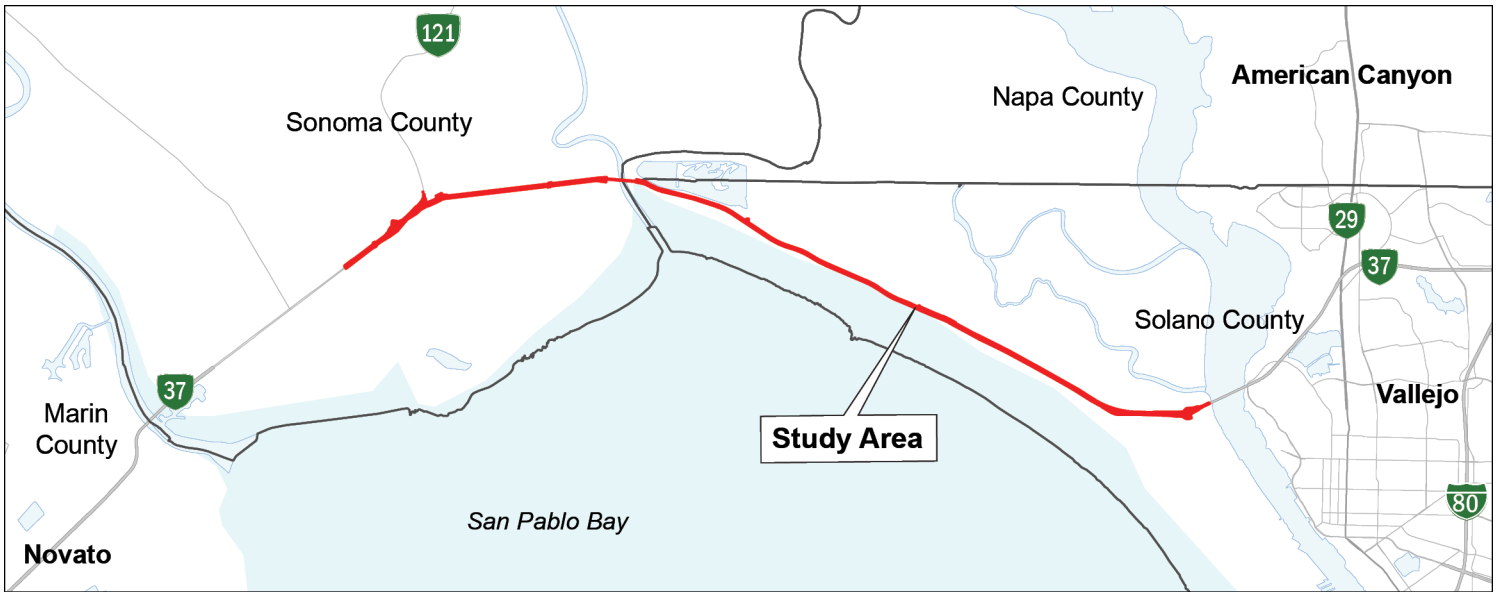 121
American Canyon
Napa County
Sonoma County
29
37
Solano County
37
Vallejo
Marin
County
Study Area
80
San Pablo Bay
Novato